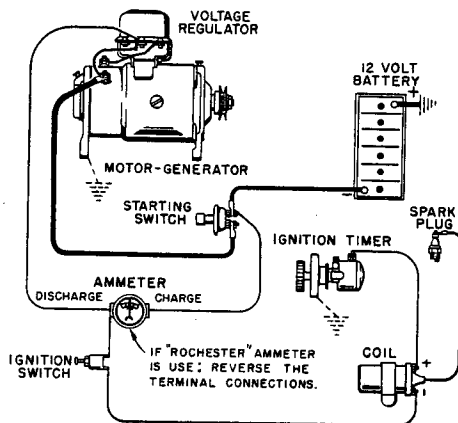 VOLTAGE
REGULATOR
12 VOLT
BATTERY
+
MOTOR-GENERATOR
-
STARTING
SWITCH
SPARK
PLUG
IGNITION TIMER
AMMETER
DISCHARGE
CHARGE
IGNITION
SWITCH
IF "ROCHESTER" AMMETER
IS USE: REVERSE THE
TERMINAL CONNECTIONS.
COIL
+
-